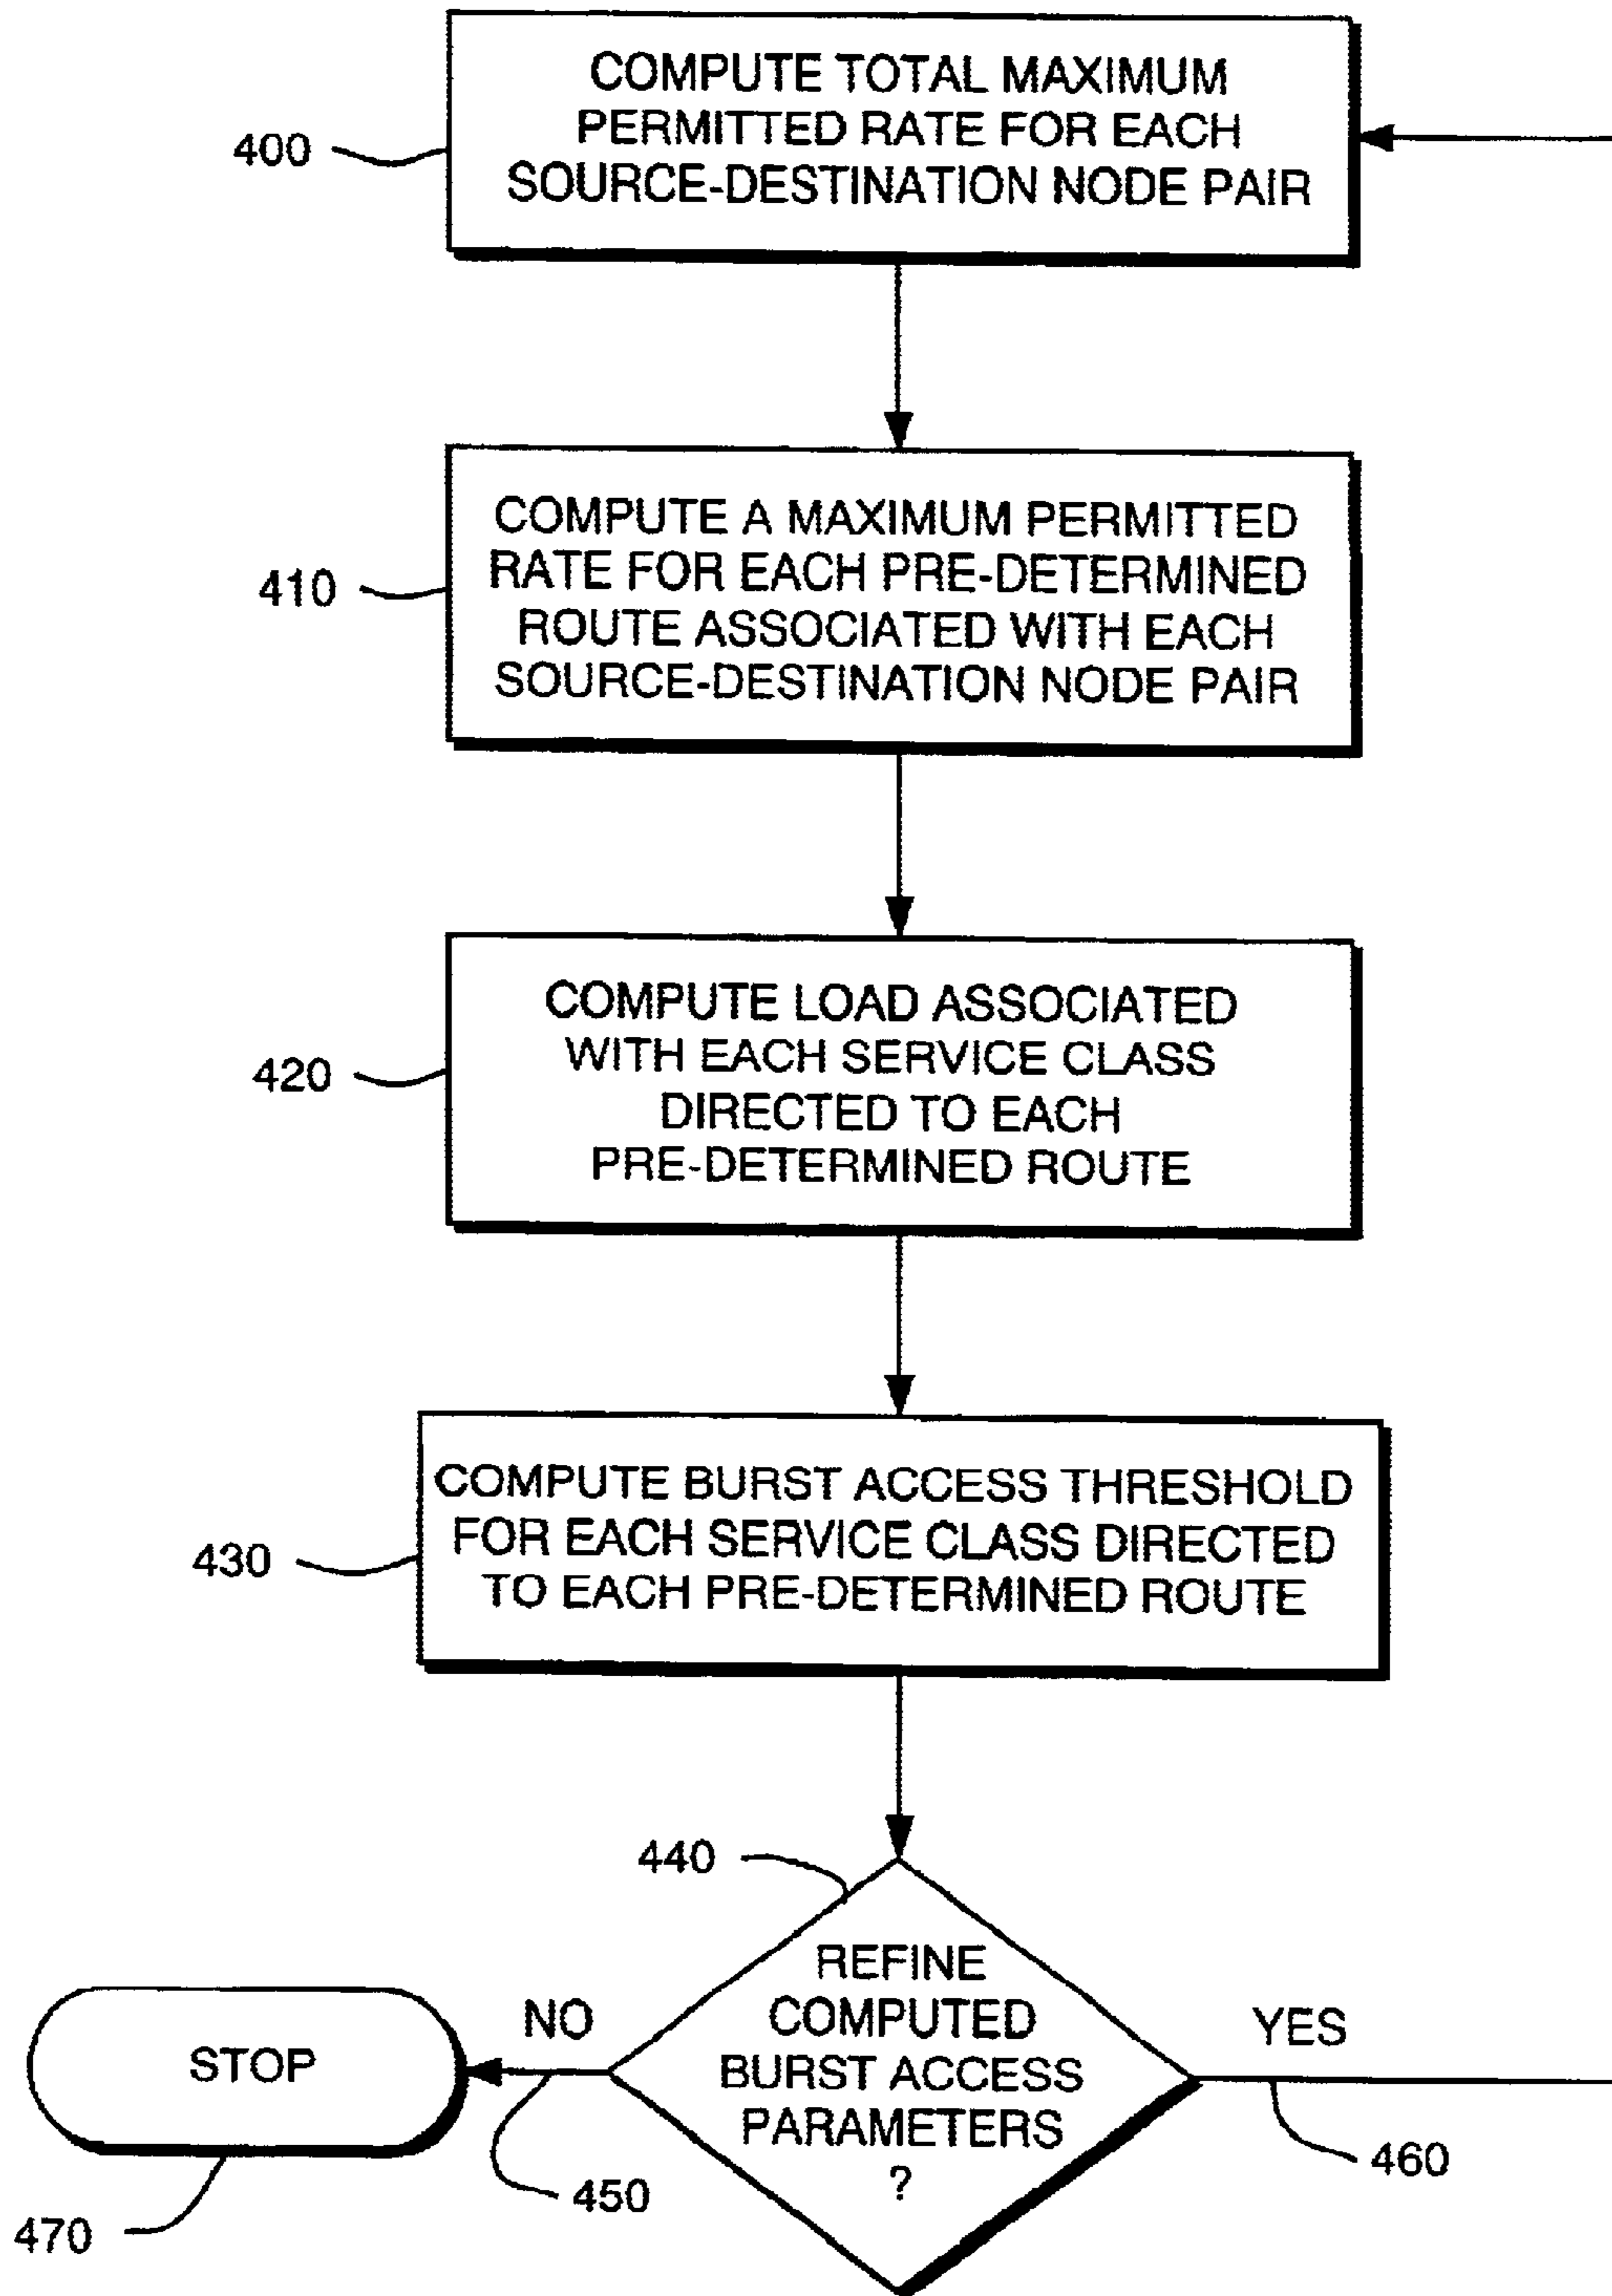 COMPUTE TOTAL MAXIMUM
PERMITTED RATE FOR EACH
SOURCE-DESTINATION NODE PAIR
400
COMPUTE A MAXIMUM PERMITTED
RATE FOR EACH PRE-DETERMINED
ROUTE ASSOCIATED WITH EACH
SOURCE-DESTINATION NODE PAIR
410
COMPUTE LOAD ASSOCIATED
WITH EACH SERVICE CLASS
DIRECTED TO EACH
PRE-DETERMINED ROUTE
420
COMPUTE BURST ACCESS THRESHOLD
FOR EACH SERVICE CLASS DIRECTED
TO EACH PRE-DETERMINED ROUTE
430
440
REFINE
COMPUTED
BURST ACCESS
PARAMETERS
?
NO
YES
STOP
450
460
470